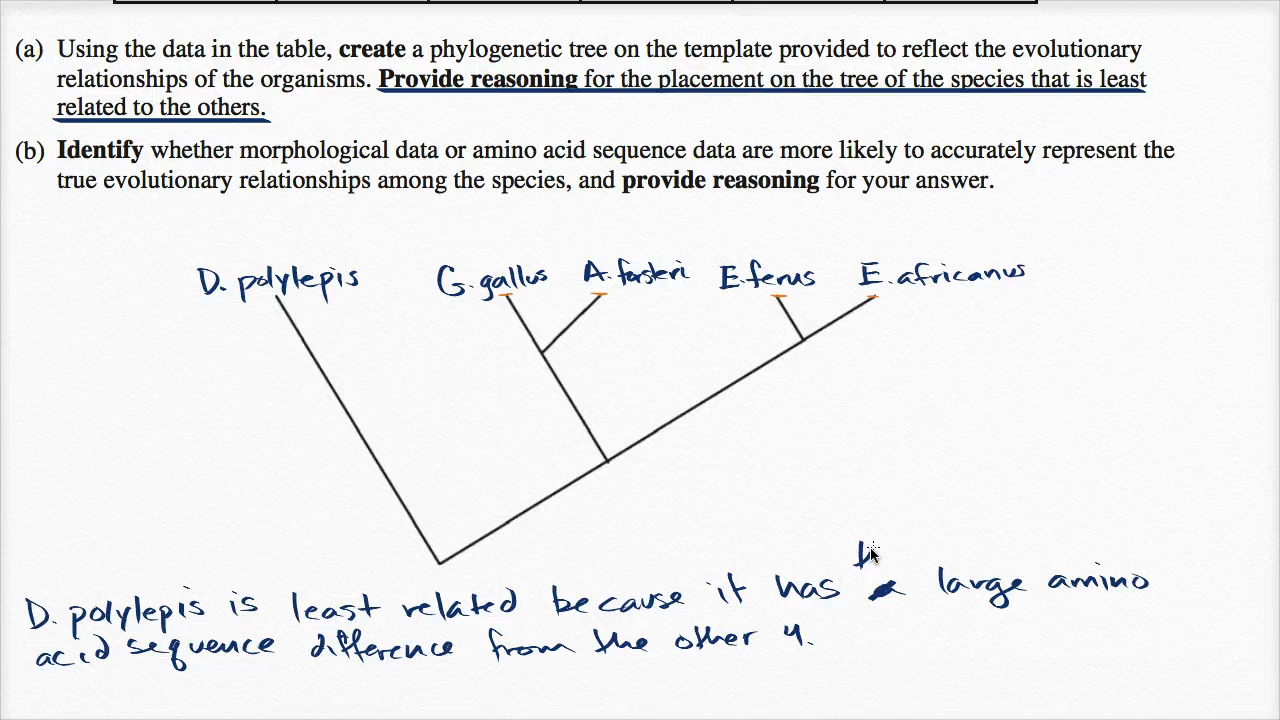 (a) Using the data in the table, create a phylogenetic tree on the template provided to reflect the evolutionary
relationships of the organisms. Provide reasoning for the placement on the tree of the species that is least
related to the others.
(b) Identify whether morphological data or amino acid sequence data are more likely to accurately represent the
true evolutionary relationships among the species, and provide reasoning for your answer.
D. polylepis G. gallus A. forsteri E. ferus E. africanus
D. polylepis is least related because it has a large amino
acid sequence difference from the other 4.